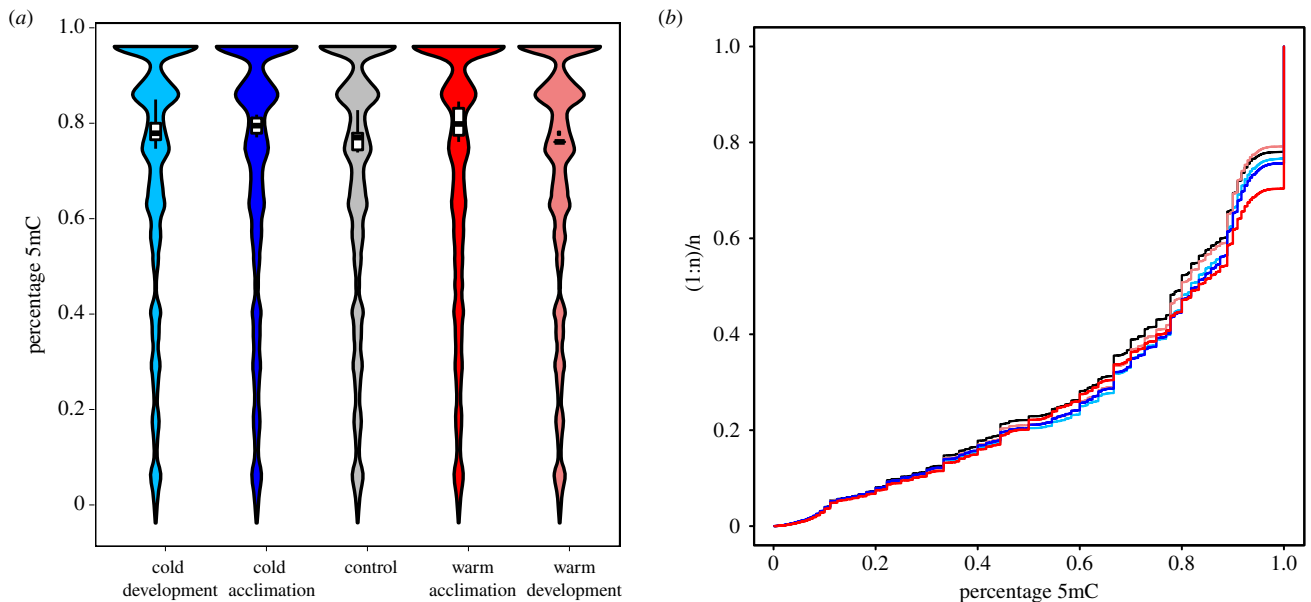 (a)
1.0
0.8
0.6
0.4
0.2
0
percentage 5mC
cold
development
cold
acclimation
control
warm
acclimation
warm
development
(b)
1.0
0.8
0.6
0.4
0.2
0
(1:n)/n
0 0.2 0.4 0.6 0.8 1.0
percentage 5mC